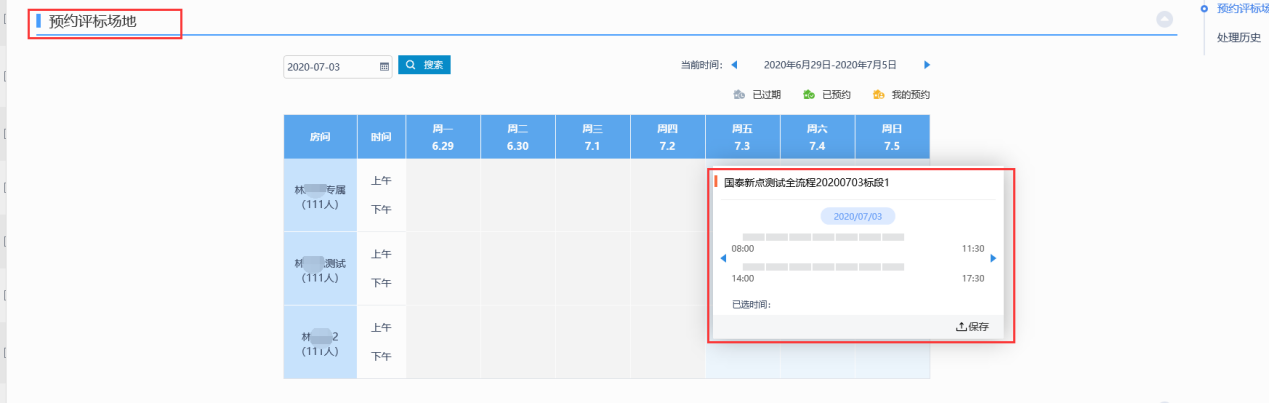 预约评标场地
预约评标场
处理历史
2020-07-03 搜索 当前时间: 2020年6月29日-2020年7月5日
已过期 已预约 我的预约
房间 时间 周一 6.29 周二 6.30 周三 7.1 周四 7.2 周五 7.3 周六 7.4 周日 7.5
林 专属
(111人)
上午
下午
林 测试
(111人)
上午
下午
林 2
(111人)
上午
下午
国泰新点测试全流程20200703标段1
2020/07/03
08:00 11:30
14:00 17:30
已选时间:
保存